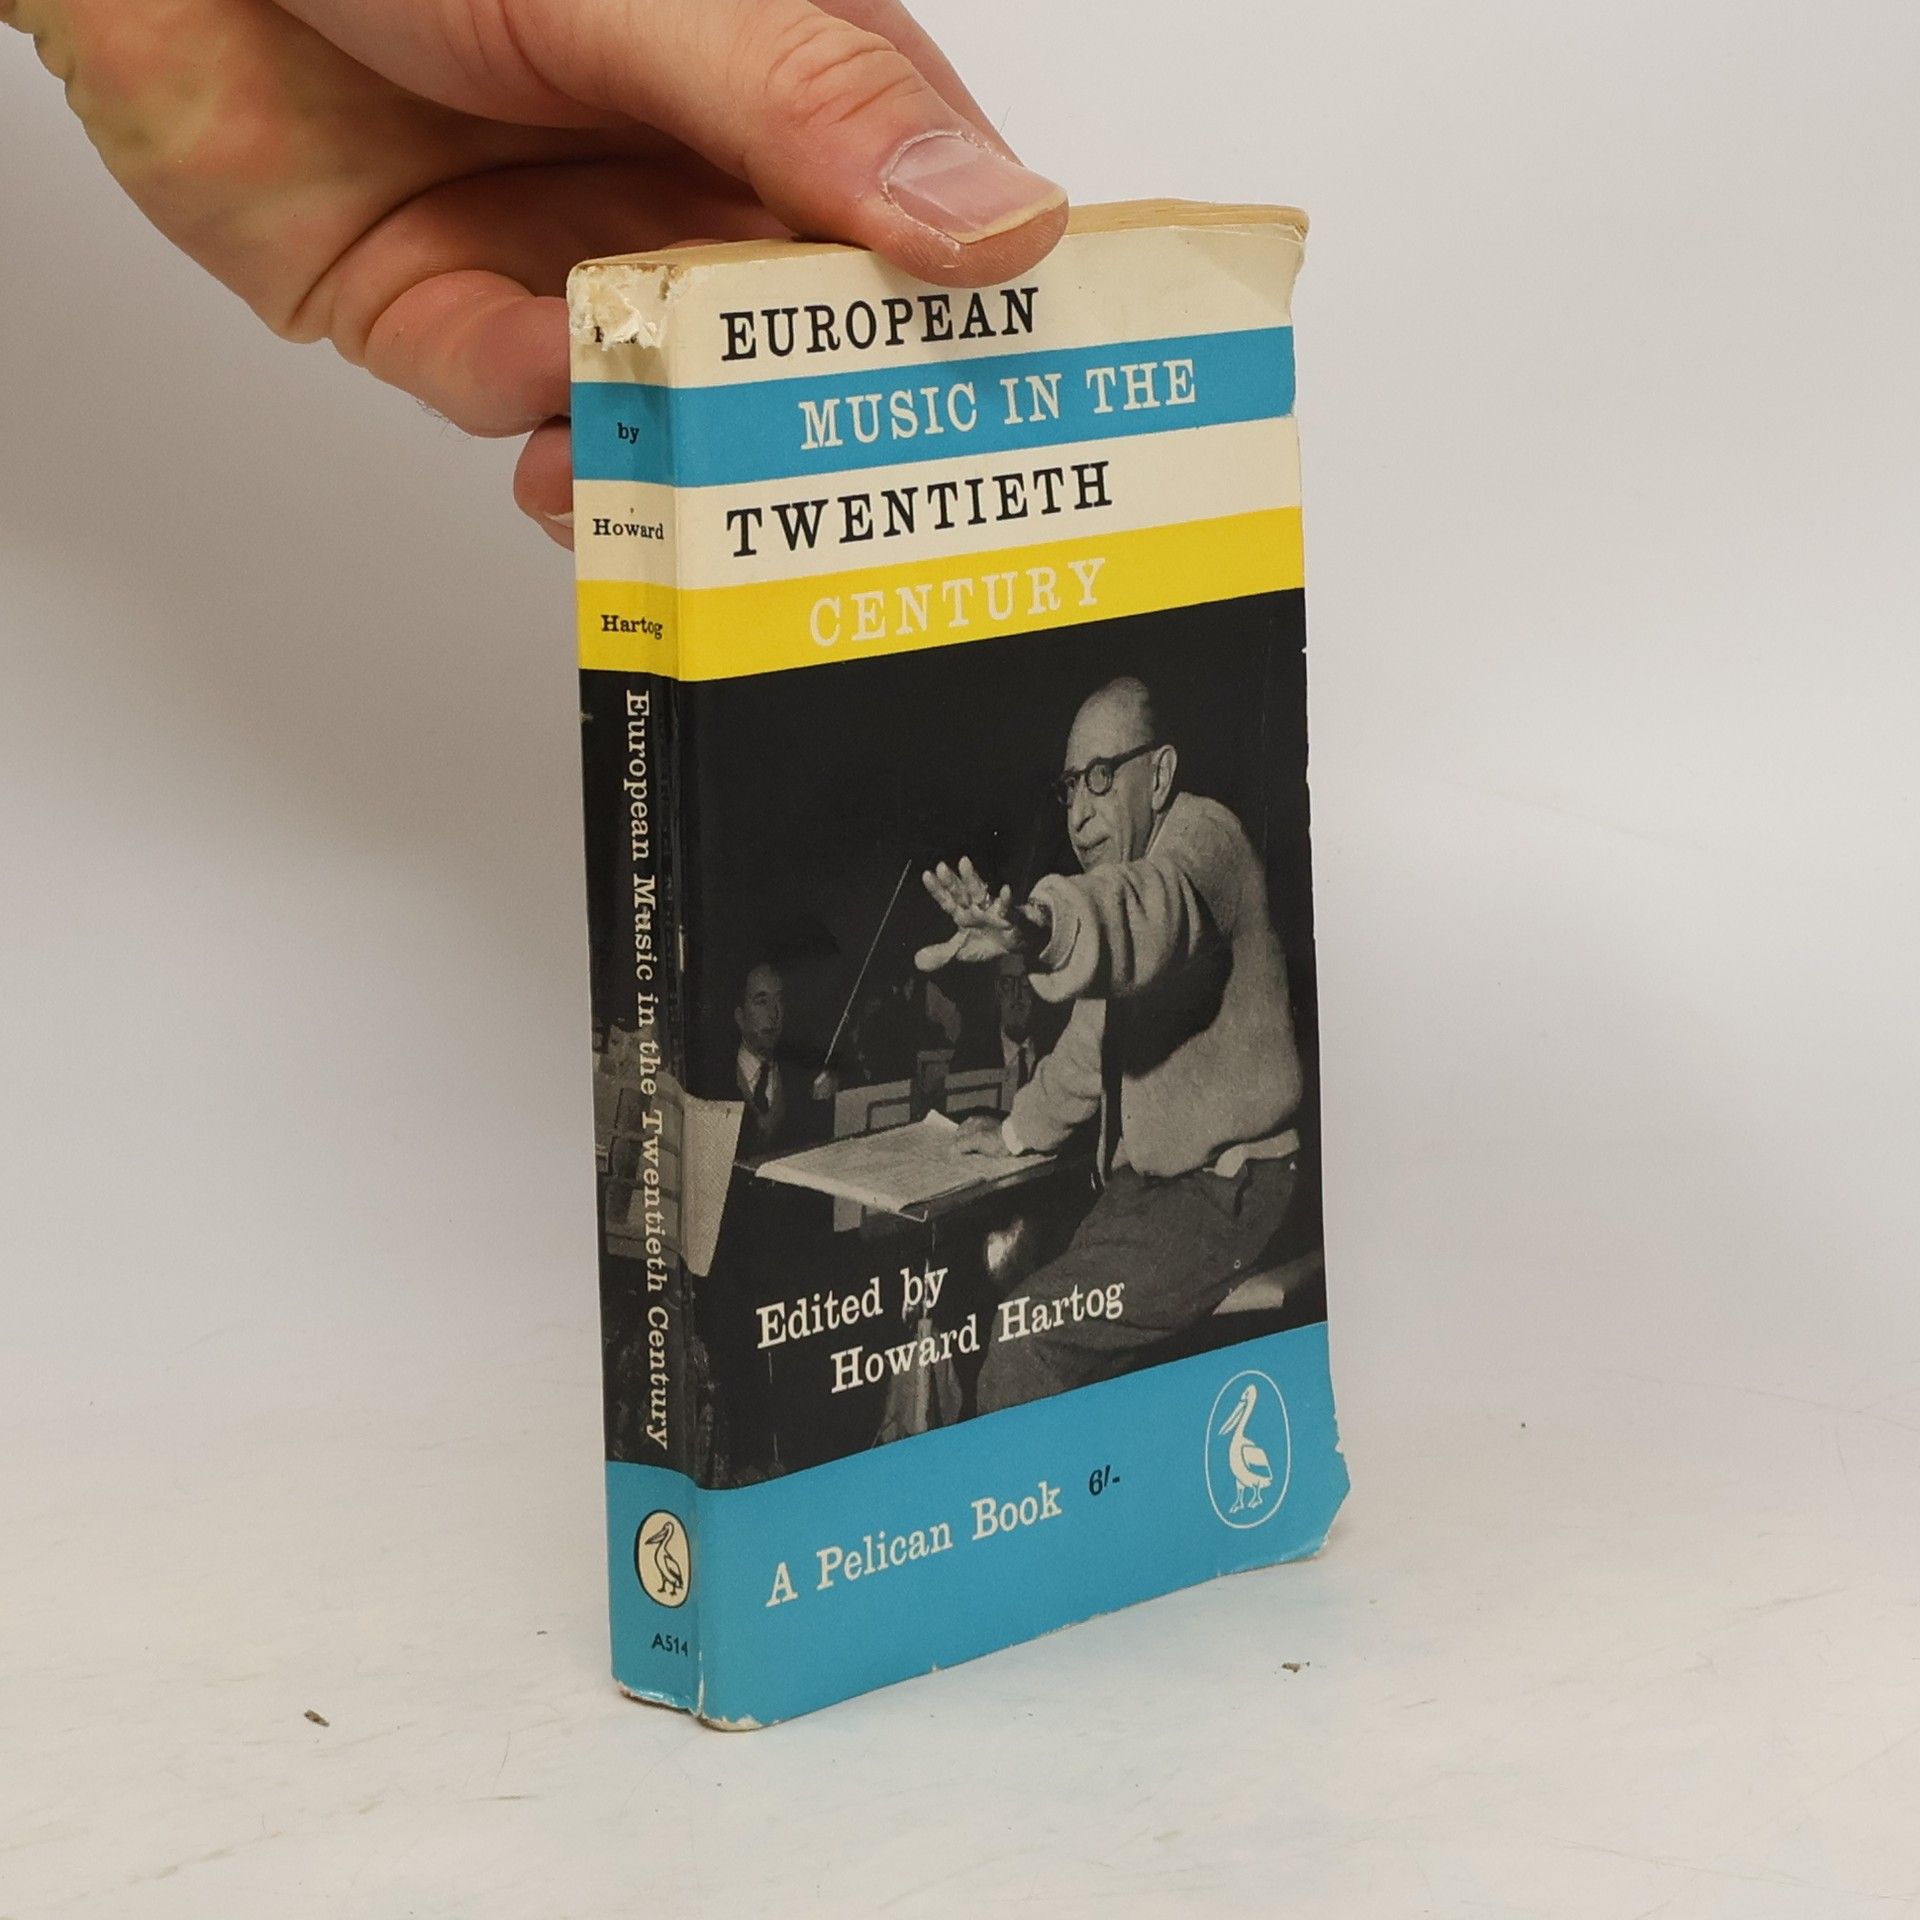 EUROPEAN
MUSIC IN THE
TWENTIETH
CENTURY
Edited by
Howard Hartog
A Pelican Book 6/-
by
Howard
Hartog
European Music in the Twentieth Century
A514